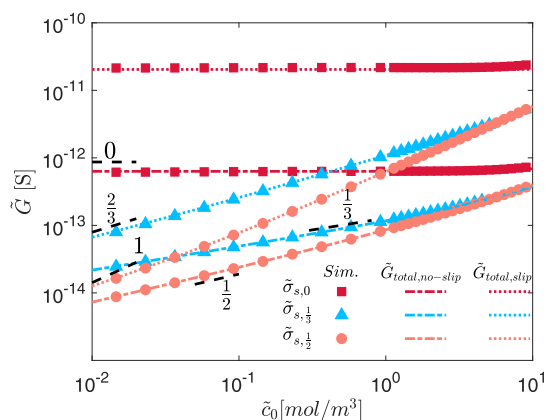 10^-10
10^-11
10^-12
10^-13
10^-14
G̃ [S]
0
2/3
1
1/3
1/2
Sim. G̃_total,no-slip G̃_total,slip
σ̃_s,0
σ̃_s,1/3
σ̃_s,1/2
10^-2 10^-1 10^0 10^1
c̃_0[mol/m^3]